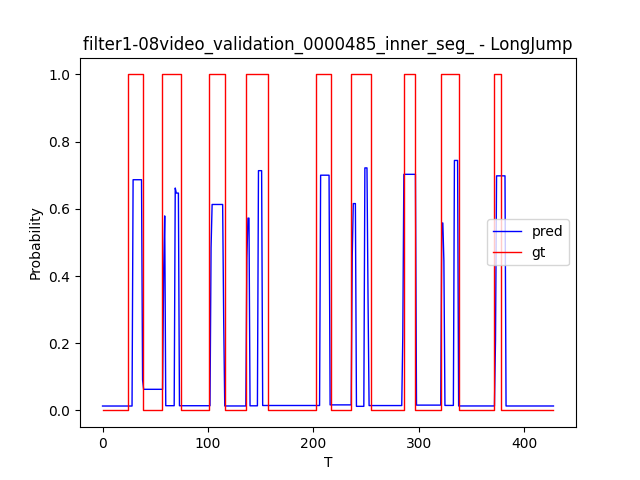 filter1-08video_validation_0000485_inner_seg_ - LongJump
1.0
0.8
0.6
0.4
0.2
0.0
Probability
pred
gt
0 100 200 300 400
T